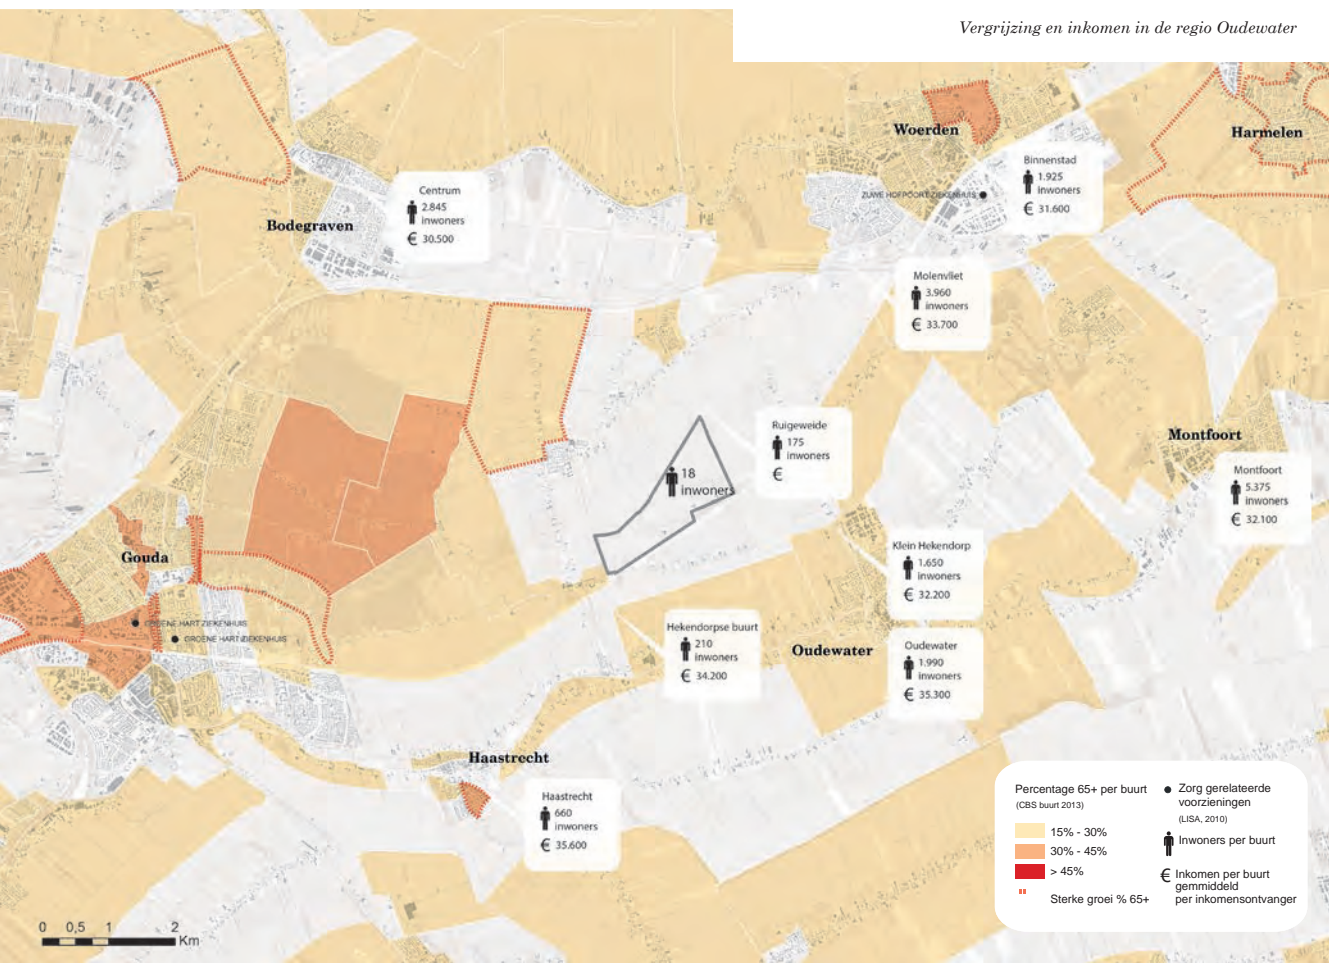 Vergrijzing en inkomen in de regio Oudewater
Woerden
Harmelen
Binnenstad
1.925
inwoners
€ 31.600
ZUWE HOFPOORT ZIEKENHUIS
Centrum
2.845
inwoners
€ 30.500
Bodegraven
Molenvliet
3.960
inwoners
€ 33.700
Ruigeweide
175
inwoners
€
18
inwoners
Montfoort
Montfoort
5.375
inwoners
€ 32.100
Gouda
Klein Hekendorp
1.650
inwoners
€ 32.200
GROENE HART ZIEKENHUIS
GROENE HART ZIEKENHUIS
Hekendorpse buurt
210
inwoners
€ 34.200
Oudewater
Oudewater
1.990
inwoners
€ 35.300
Haastrecht
Haastrecht
660
inwoners
€ 35.600
Percentage 65+ per buurt
(CBS buurt 2013)
15% - 30%
30% - 45%
> 45%
Sterke groei % 65+
Zorg gerelateerde
voorzieningen
(LISA, 2010)
Inwoners per buurt
€ Inkomen per buurt
gemmiddeld
per inkomensontvanger
0 0,5 1 2
Km